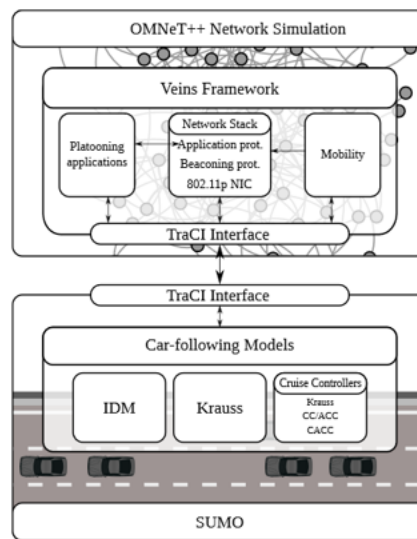 OMNeT++ Network Simulation
Veins Framework
Platooning
applications
Network Stack
Application prot.
Beaconing prot.
802.11p NIC
Mobility
TraCI Interface
TraCI Interface
Car-following Models
IDM
Krauss
Cruise Controllers
Krauss
CC/ACC
CACC
SUMO